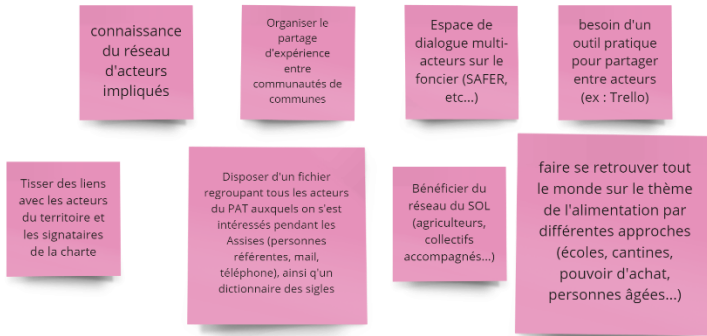 connaissance
du réseau
d'acteurs
impliqués
Organiser le
partage
d'expérience
entre
communautés de
communes
Espace de
dialogue multi-
acteurs sur le
foncier (SAFER,
etc...)
besoin d'un
outil pratique
pour partager
entre acteurs
(ex : Trello)
Tisser des liens
avec les acteurs
du territoire et
les signataires
de la charte
Disposer d'un fichier
regroupant tous les acteurs
du PAT auxquels on s'est
intéressés pendant les
Assises (personnes
référentes, mail,
téléphone), ainsi q'un
dictionnaire des sigles
Bénéficier du
réseau du SOL
(agriculteurs,
collectifs
accompagnés...)
faire se retrouver tout
le monde sur le thème
de l'alimentation par
différentes approches
(écoles, cantines,
pouvoir d'achat,
personnes âgées...)